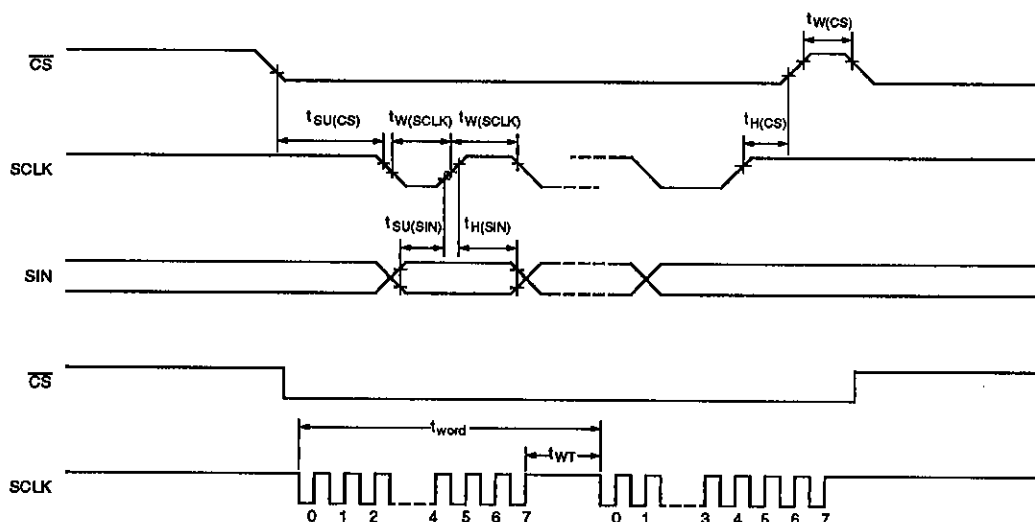 tW(CS)
CS
tSU(CS) tW(SCLK) tW(SCLK) tH(CS)
SCLK
tSU(SIN) tH(SIN)
SIN
CS
tword
tWT
SCLK
0 1 2 4 5 6 7 0 1 3 4 5 6 7